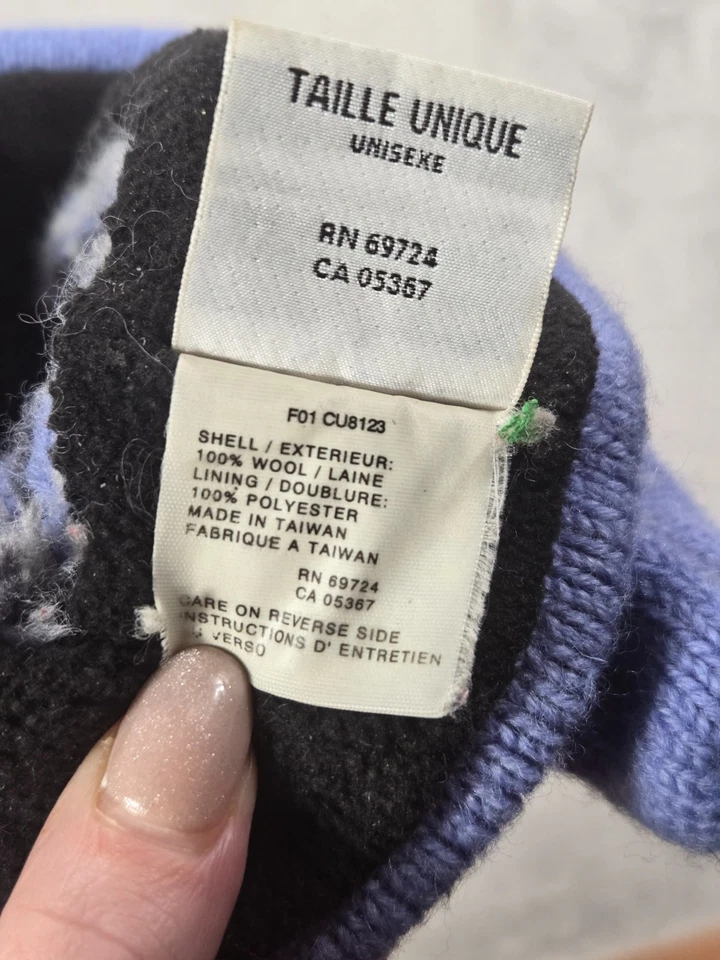 TAILLE UNIQUE
UNISEXE
RN 69724
CA 05367
F01 CU8123
SHELL / EXTERIEUR:
100% WOOL / LAINE
LINING / DOUBLURE:
100% POLYESTER
MADE IN TAIWAN
FABRIQUE A TAIWAN
RN 69724
CA 05367
CARE ON REVERSE SIDE
INSTRUCTIONS D' ENTRETIEN
VERSO